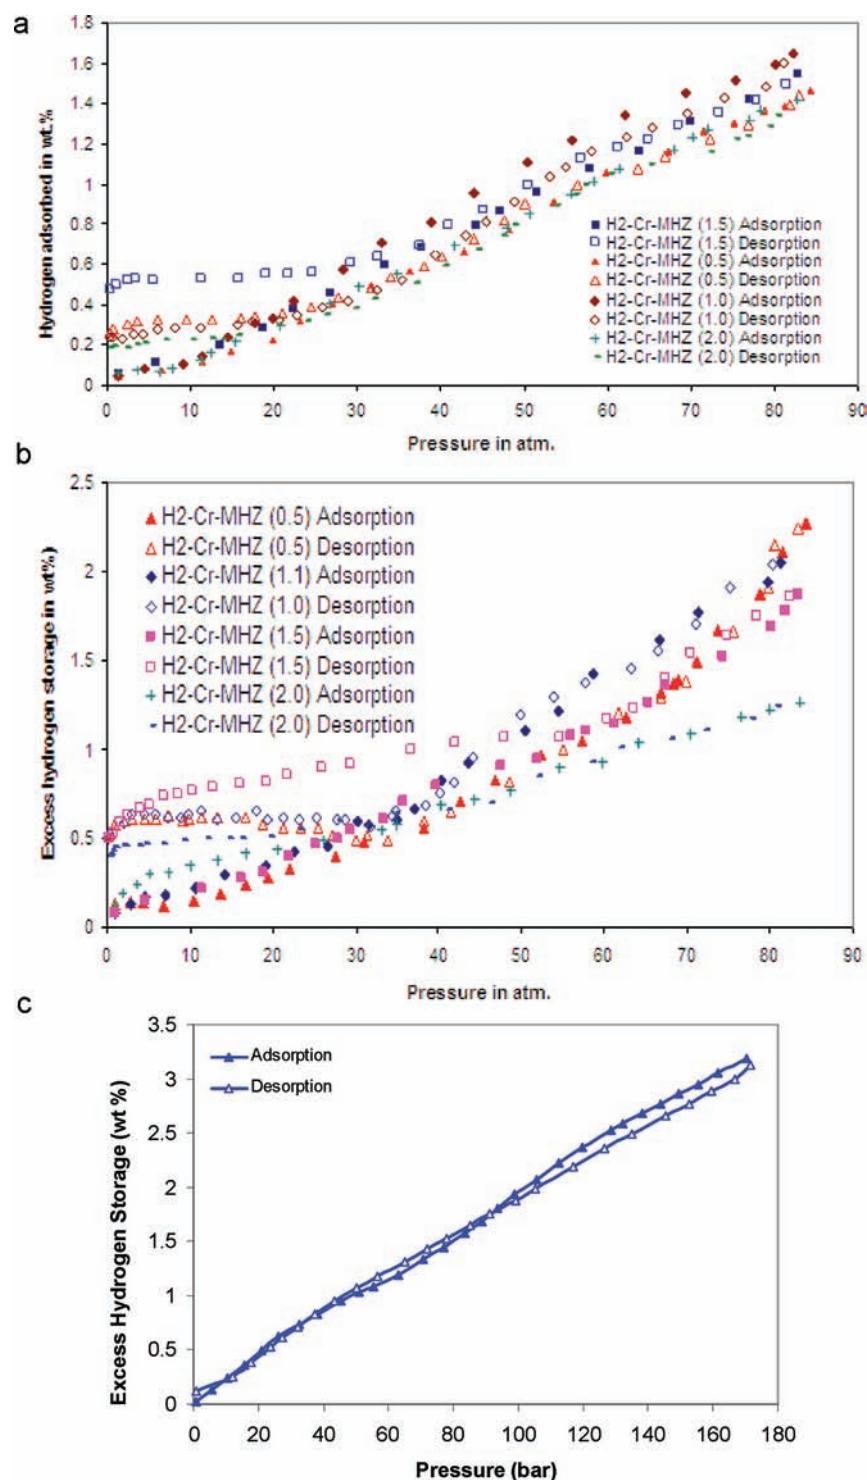 a
1.8
1.6
1.4
1.2
1
0.8
0.6
0.4
0.2
0
Hydrogen adsorbed in wt.%
H2-Cr-MHZ (1.5) Adsorption
H2-Cr-MHZ (1.5) Desorption
H2-Cr-MHZ (0.5) Adsorption
H2-Cr-MHZ (0.5) Desorption
H2-Cr-MHZ (1.0) Adsorption
H2-Cr-MHZ (1.0) Desorption
H2-Cr-MHZ (2.0) Adsorption
H2-Cr-MHZ (2.0) Desorption
0 10 20 30 40 50 60 70 80 90
Pressure in atm.
b
2.5
2
1.5
1
0.5
0
Excess hydrogen storage in wt%)
H2-Cr-MHZ (0.5) Adsorption
H2-Cr-MHZ (0.5) Desorption
H2-Cr-MHZ (1.1) Adsorption
H2-Cr-MHZ (1.0) Desorption
H2-Cr-MHZ (1.5) Adsorption
H2-Cr-MHZ (1.5) Desorption
H2-Cr-MHZ (2.0) Adsorption
H2-Cr-MHZ (2.0) Desorption
0 10 20 30 40 50 60 70 80 90
Pressure in atm.
c
3.5
3
2.5
2
1.5
1
0.5
0
Excess Hydrogen Storage (wt %)
Adsorption
Desorption
0 20 40 60 80 100 120 140 160 180
Pressure (bar)